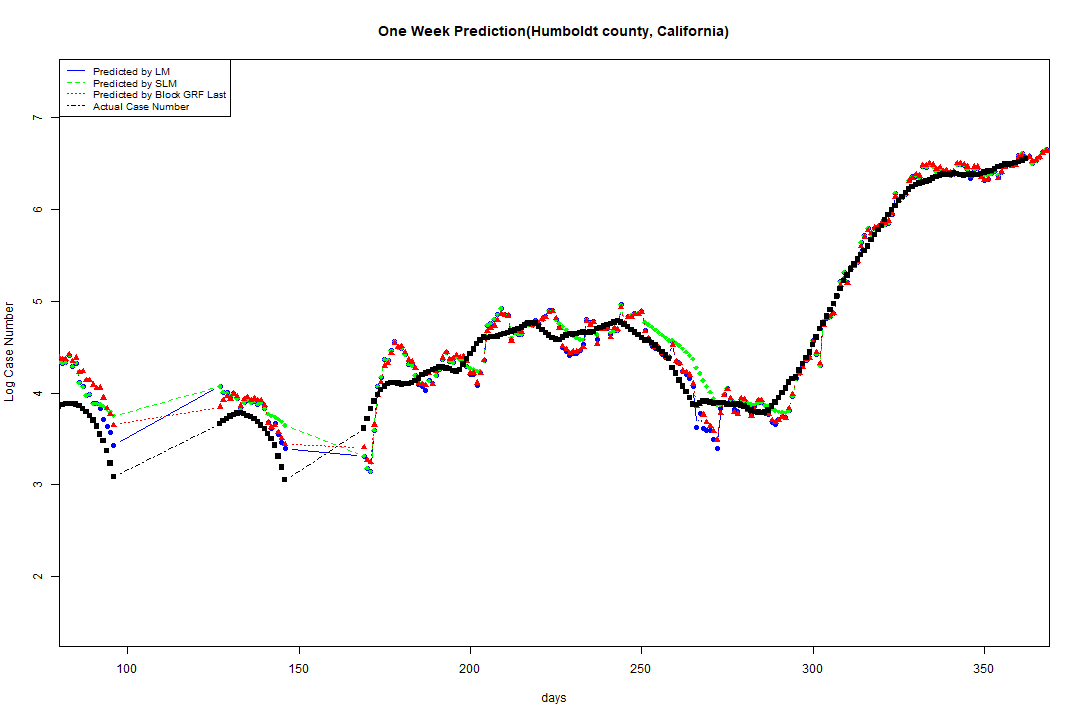 One Week Prediction(Humboldt county, California)
Predicted by LM
Predicted by SLM
Predicted by Block GRF Last
Actual Case Number
7
6
5
4
3
2
Log Case Number
100 150 200 250 300 350
days